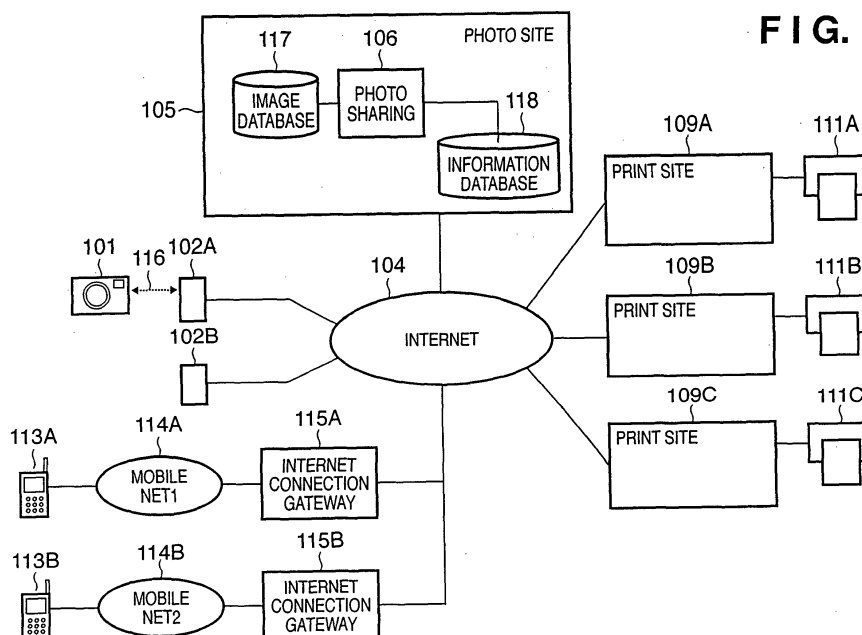 F I G.
117
106
PHOTO SITE
105
IMAGE
DATABASE
PHOTO
SHARING
118
INFORMATION
DATABASE
109A
111A
PRINT SITE
101
116
102A
104
109B
111B
PRINT SITE
INTERNET
102B
109C
111C
PRINT SITE
113A
114A
115A
MOBILE
NET1
INTERNET
CONNECTION
GATEWAY
113B
114B
115B
MOBILE
NET2
INTERNET
CONNECTION
GATEWAY